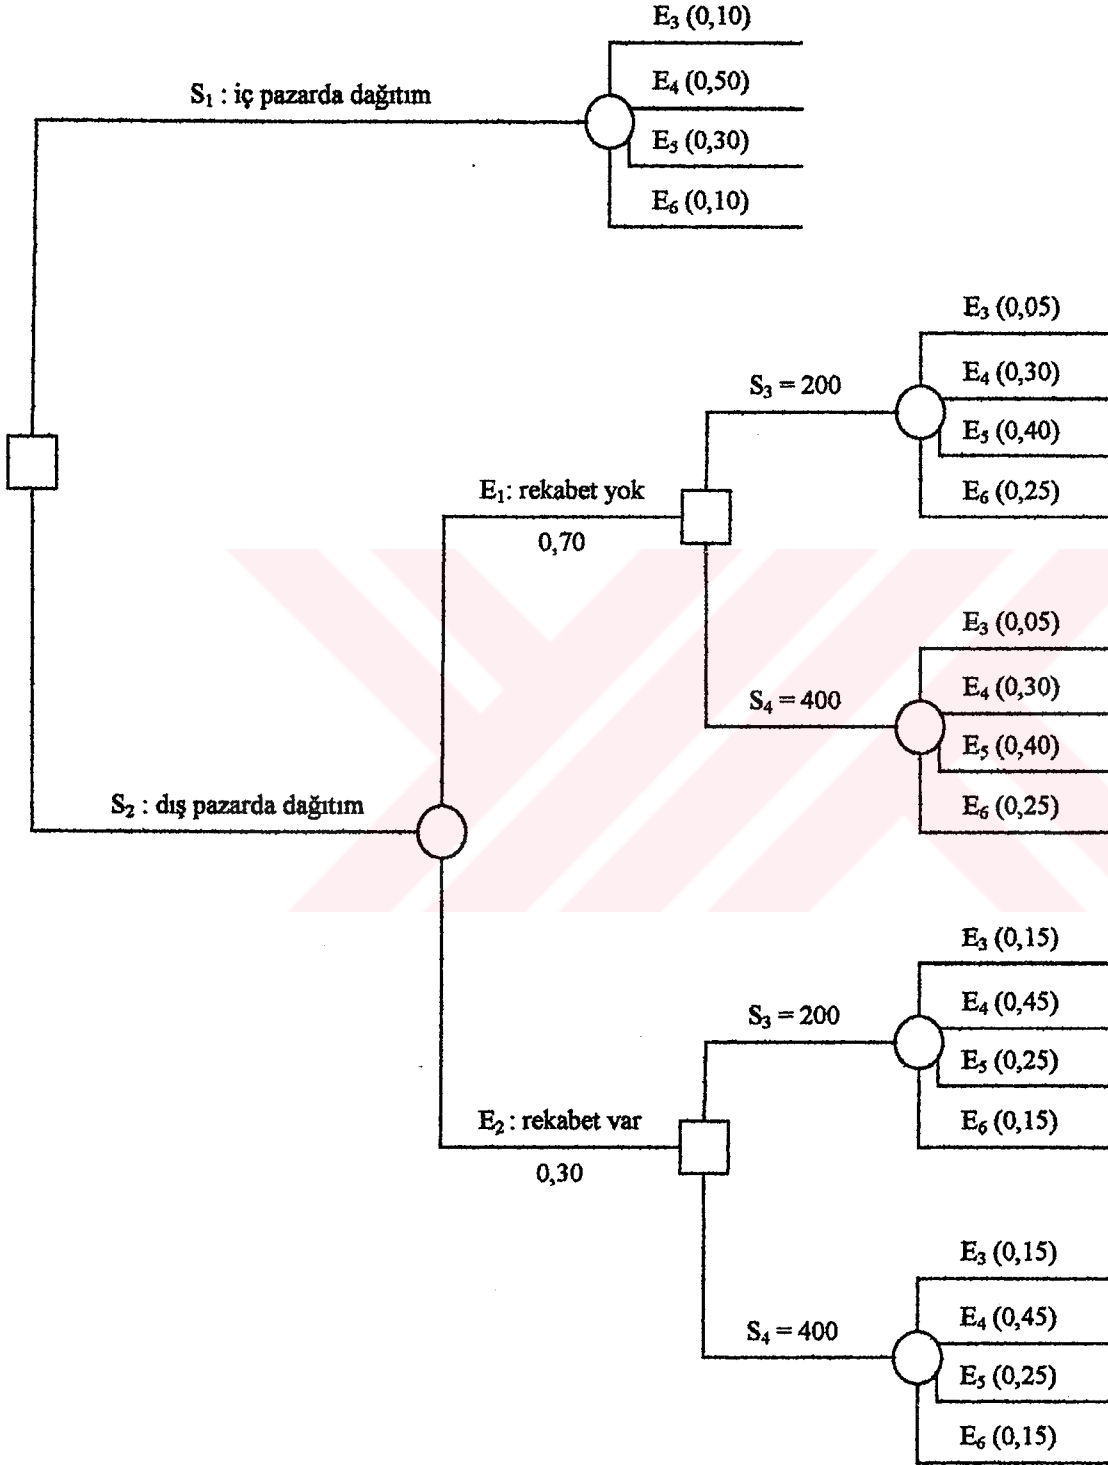 E₃ (0,10)
S₁ : iç pazarda dağıtım
E₄ (0,50)
E₅ (0,30)
E₆ (0,10)
E₃ (0,05)
S₃ = 200
E₄ (0,30)
E₅ (0,40)
E₆ (0,25)
E₁: rekabet yok
0,70
E₃ (0,05)
S₄ = 400
E₄ (0,30)
E₅ (0,40)
E₆ (0,25)
S₂ : dış pazarda dağıtım
E₃ (0,15)
S₃ = 200
E₄ (0,45)
E₅ (0,25)
E₆ (0,15)
E₂ : rekabet var
0,30
E₃ (0,15)
S₄ = 400
E₄ (0,45)
E₅ (0,25)
E₆ (0,15)